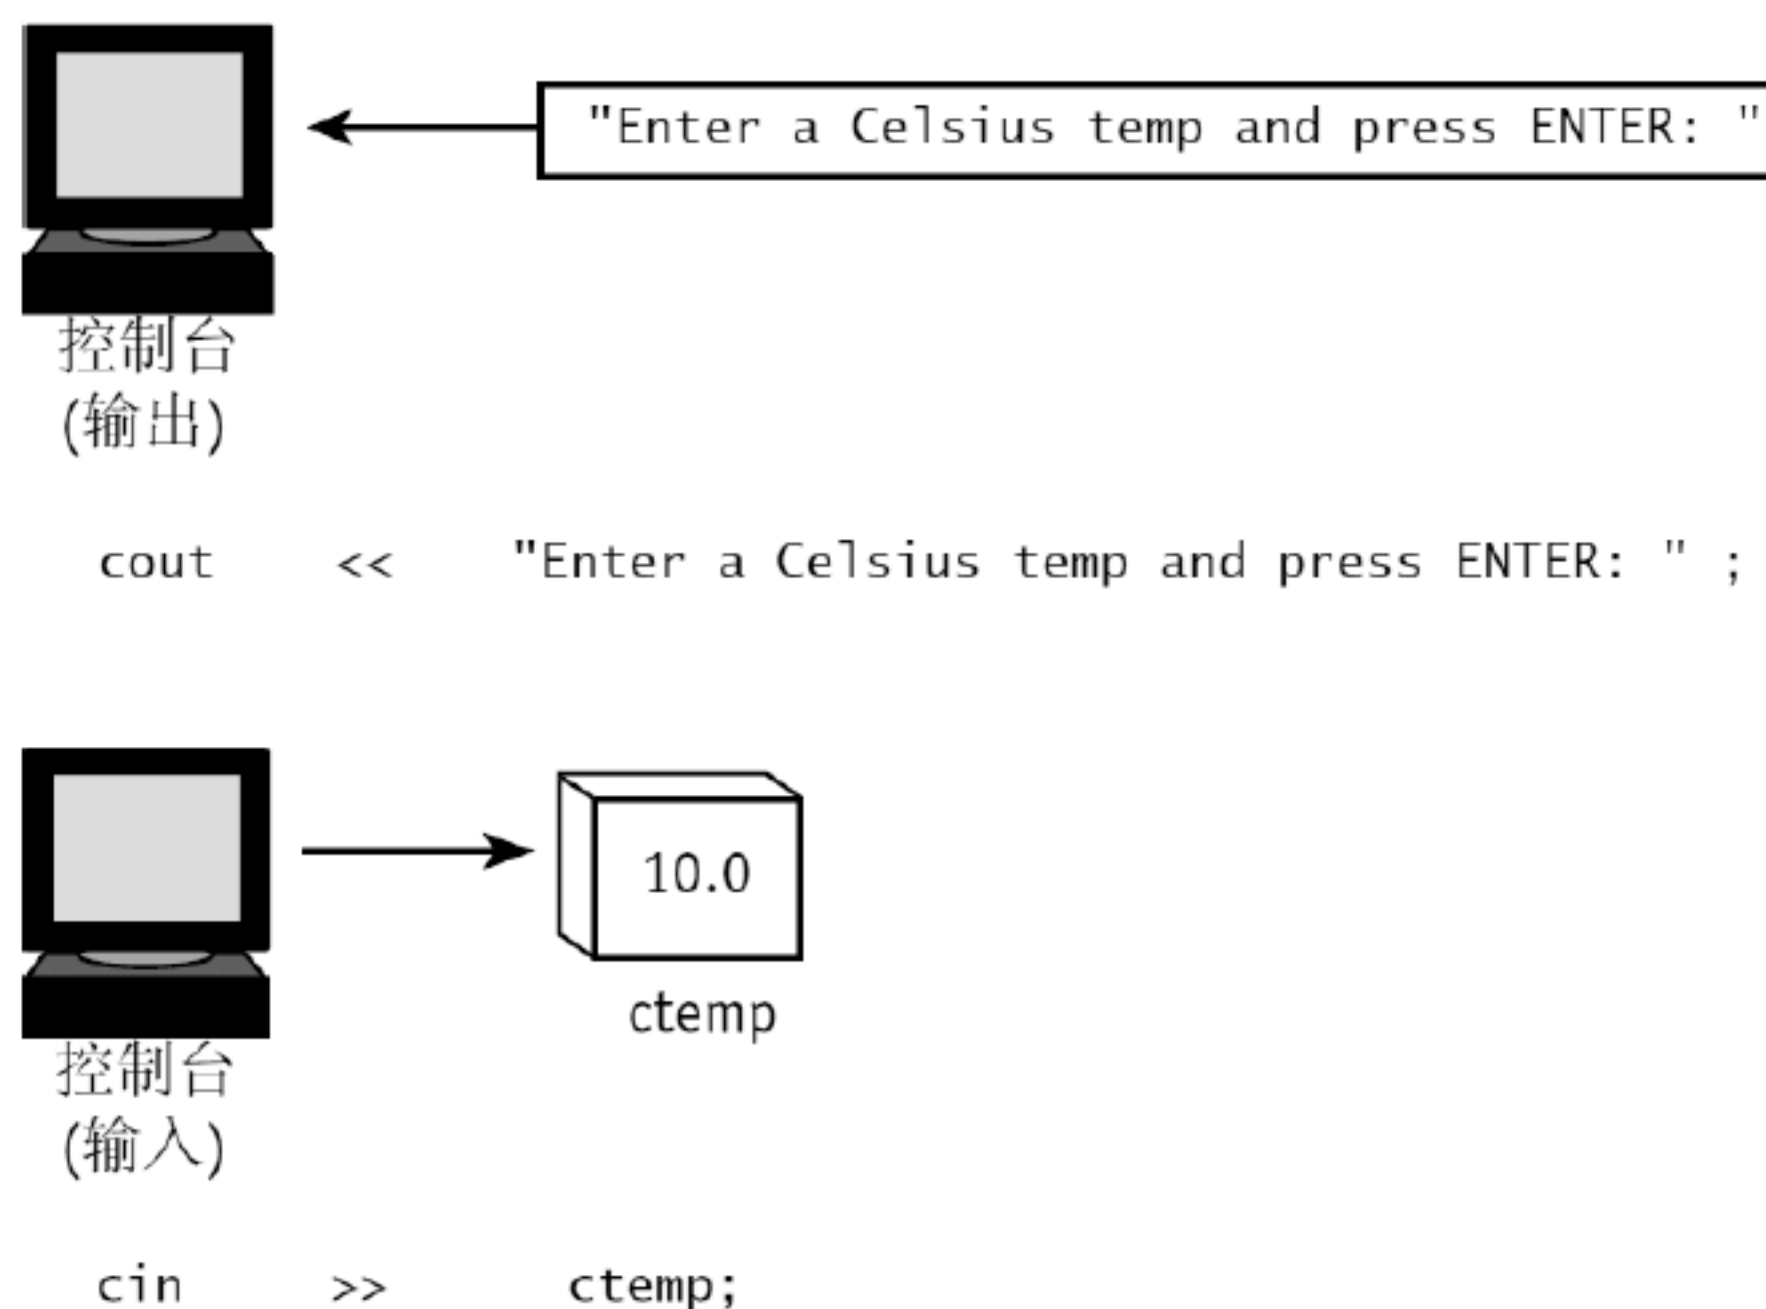 "Enter a Celsius temp and press ENTER: "
控制台
(输出)
cout << "Enter a Celsius temp and press ENTER: " ;
10.0
ctemp
控制台
(输入)
cin >> ctemp;